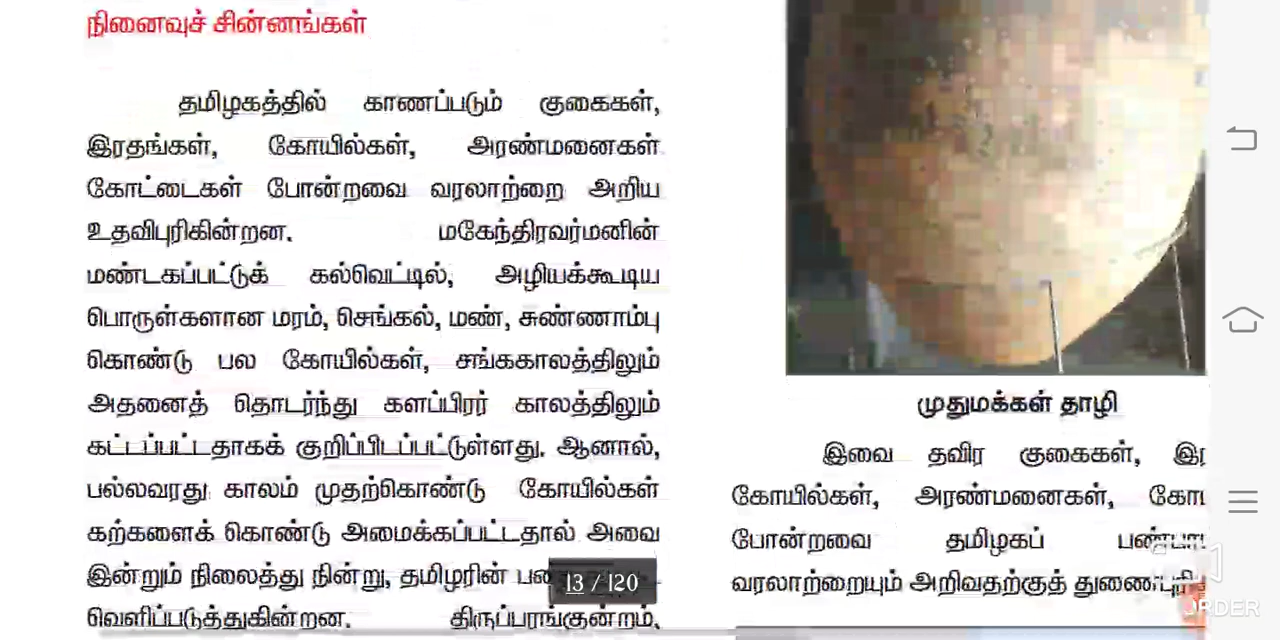 நினைவுச் சின்னங்கள்
தமிழகத்தில் காணப்படும் குகைகள்,
இரதங்கள், கோயில்கள், அரண்மனைகள்
கோட்டைகள் போன்றவை வரலாற்றை அறிய
உதவிபுரிகின்றன. மகேந்திரவர்மனின்
மண்டகப்பட்டுக் கல்வெட்டில், அழியக்கூடிய
பொருள்களான மரம், செங்கல், மண், சுண்ணாம்பு
கொண்டு பல கோயில்கள், சங்ககாலத்திலும்
அதனைத் தொடர்ந்து களப்பிரர் காலத்திலும்
கட்டப்பட்டதாகக் குறிப்பிடப்பட்டுள்ளது. ஆனால்,
பல்லவரது காலம் முதற்கொண்டு கோயில்கள்
கற்களைக் கொண்டு அமைக்கப்பட்டதால் அவை
இன்றும் நிலைத்து நின்று, தமிழரின்
வெளிப்படுத்துகின்றன. திருப்பரங்குன்றம்,
முதுமக்கள் தாழி
இவை தவிர குகைகள்,
கோயில்கள், அரண்மனைகள்,
போன்றவை தமிழகப்
வரலாற்றையும் அறிவதற்குத்
13 / 120